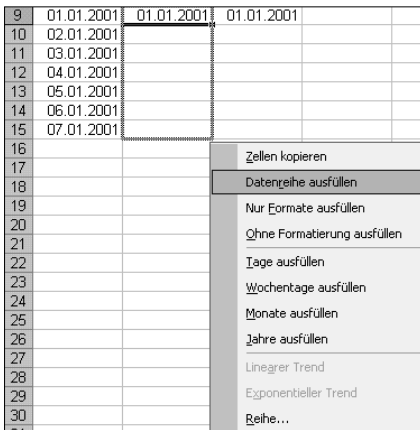 9 01.01.2001 01.01.2001 01.01.2001
10 02.01.2001
11 03.01.2001
12 04.01.2001
13 05.01.2001
14 06.01.2001
15 07.01.2001
16
17
18
19
20
21
22
23
24
25
26
27
28
29
30
Zellen kopieren
Datenreihe ausfüllen
Nur Formate ausfüllen
Ohne Formatierung ausfüllen
Tage ausfüllen
Wochentage ausfüllen
Monate ausfüllen
Jahre ausfüllen
Linearer Trend
Exponentieller Trend
Reihe...